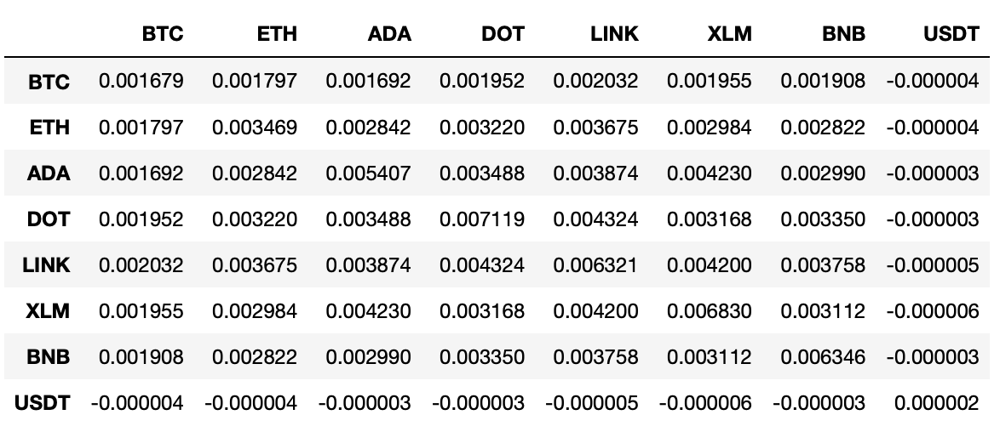 BTC ETH ADA DOT LINK XLM BNB USDT
BTC 0.001679 0.001797 0.001692 0.001952 0.002032 0.001955 0.001908 -0.000004
ETH 0.001797 0.003469 0.002842 0.003220 0.003675 0.002984 0.002822 -0.000004
ADA 0.001692 0.002842 0.005407 0.003488 0.003874 0.004230 0.002990 -0.000003
DOT 0.001952 0.003220 0.003488 0.007119 0.004324 0.003168 0.003350 -0.000003
LINK 0.002032 0.003675 0.003874 0.004324 0.006321 0.004200 0.003758 -0.000005
XLM 0.001955 0.002984 0.004230 0.003168 0.004200 0.006830 0.003112 -0.000006
BNB 0.001908 0.002822 0.002990 0.003350 0.003758 0.003112 0.006346 -0.000003
USDT -0.000004 -0.000004 -0.000003 -0.000003 -0.000005 -0.000006 -0.000003 0.000002